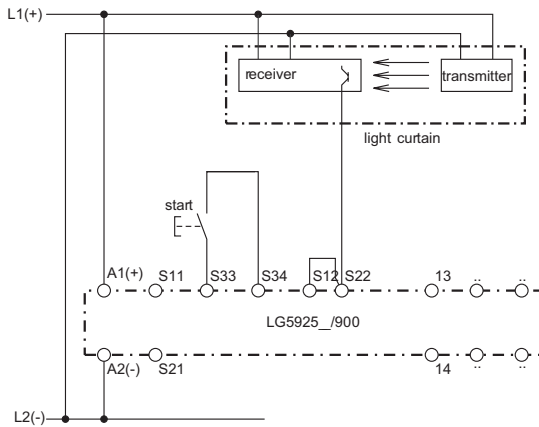 L1(+)
receiver
transmitter
light curtain
start
A1(+) S11 S33 S34 S12 S22 13 .. ..
LG5925__/900
A2(-) S21 14 .. ..
L2(-)